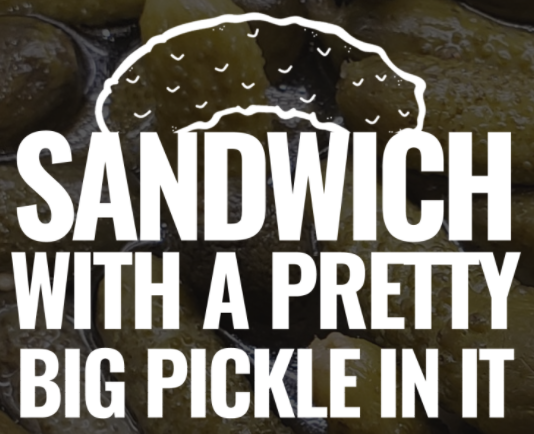 SANDWICH
WITH A PRETTY
BIG PICKLE IN IT